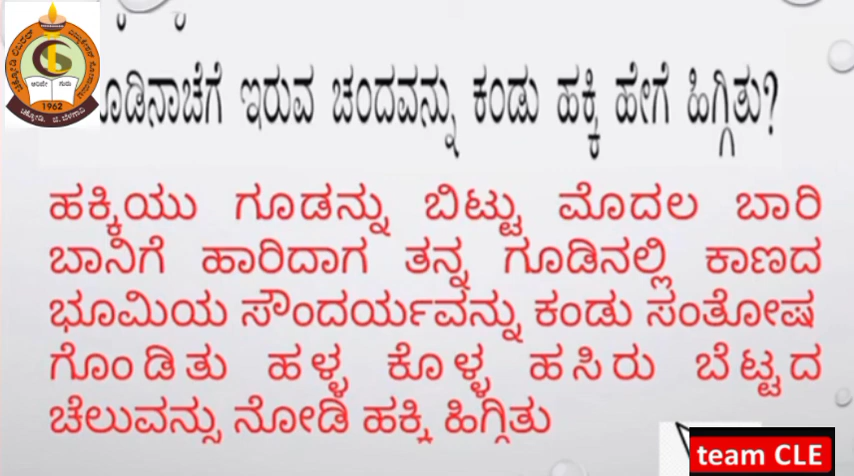 ಇರುವ ಚಂದವನ್ನು ಕಂಡು ಹಕ್ಕಿ ಹೇಗೆ ಹಿಗ್ಗಿತು?
ಹಕ್ಕಿಯು ಗೂಡನ್ನು ಬಿಟ್ಟು ಮೊದಲ ಬಾರಿ
ಬಾನಿಗೆ ಹಾರಿದಾಗ ತನ್ನ ಗೂಡಿನಲ್ಲಿ ಕಾಣದ
ಭೂಮಿಯ ಸೌಂದರ್ಯವನ್ನು ಕಂಡು ಸಂತೋಷ
ಗೊಂಡಿತು ಹಳ್ಳ ಕೊಳ್ಳ ಹಸಿರು ಬೆಟ್ಟದ
ಚೆಲುವನ್ನು ನೋಡಿ ಹಕ್ಕಿ ಹಿಗ್ಗಿತು
1962
team CLE